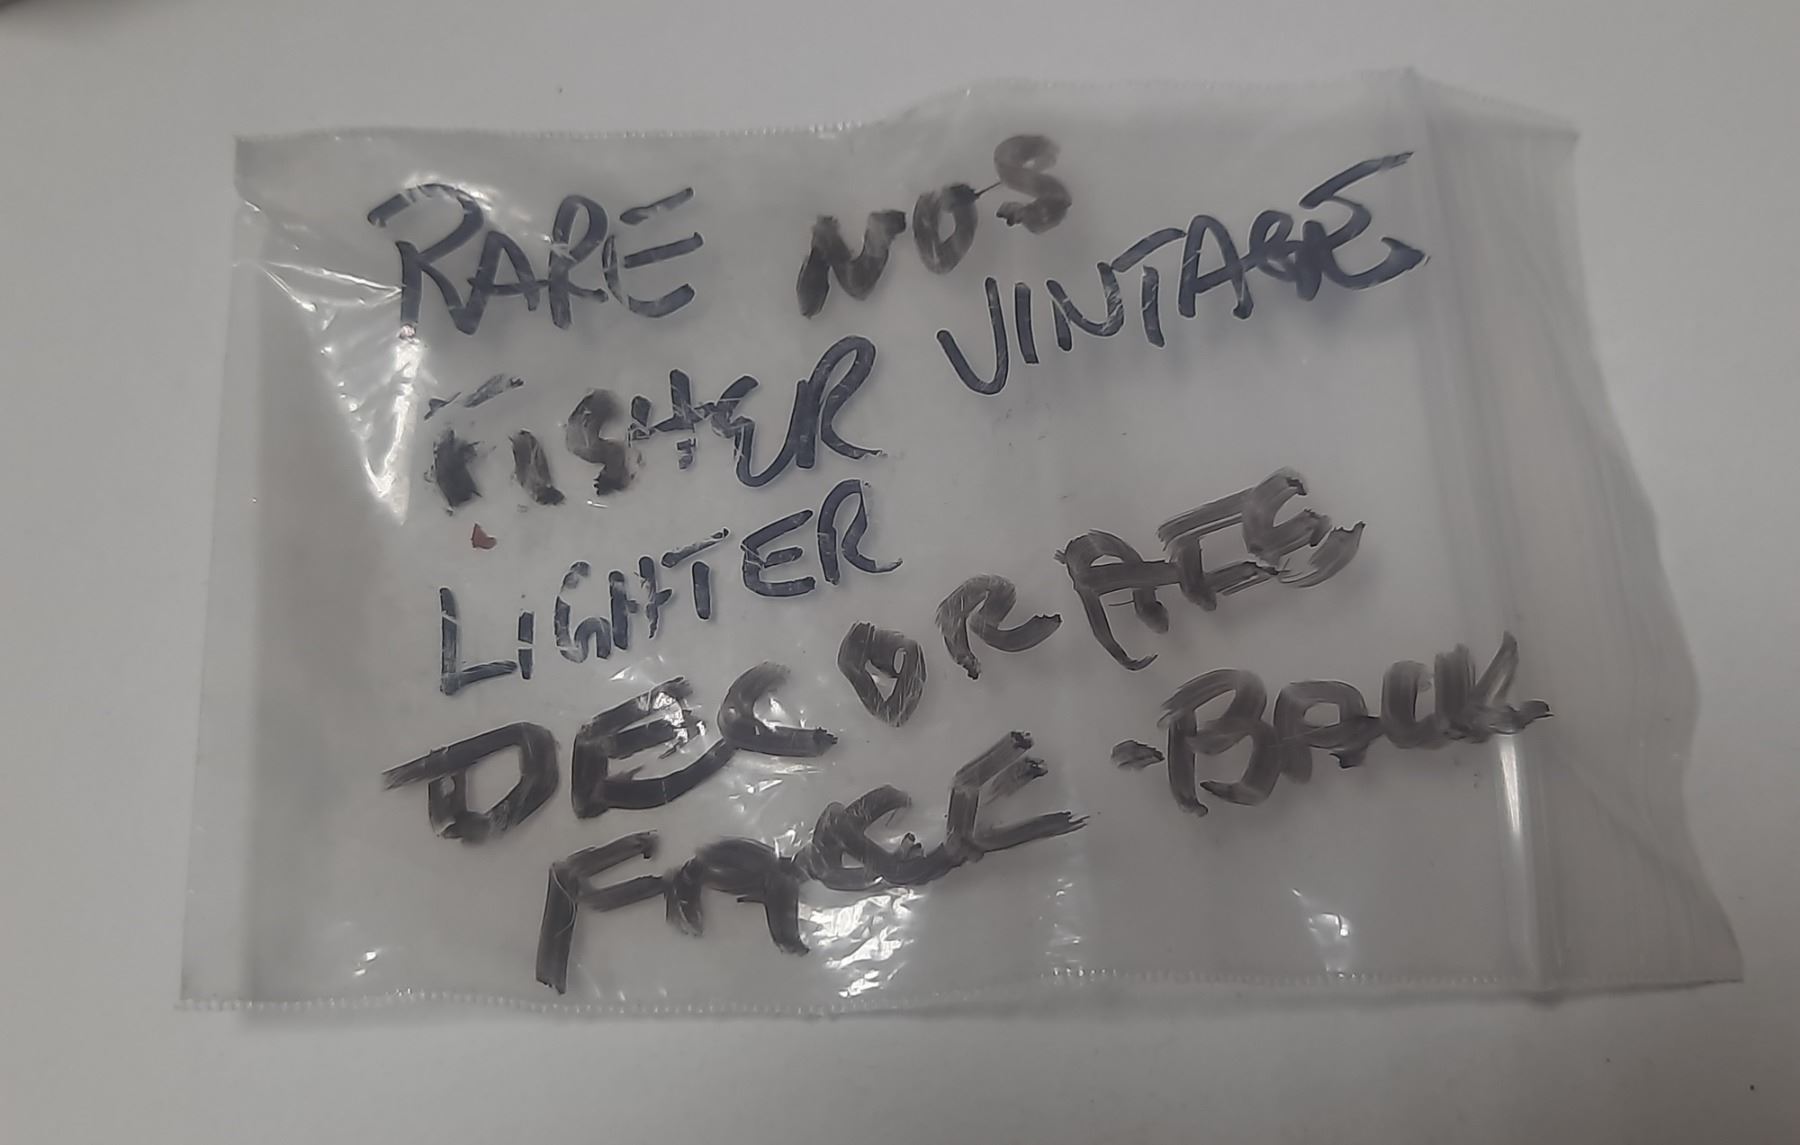 RARE NOS
FISHER VINTAGE
LIGHTER
DECORATE
FACE - BACK